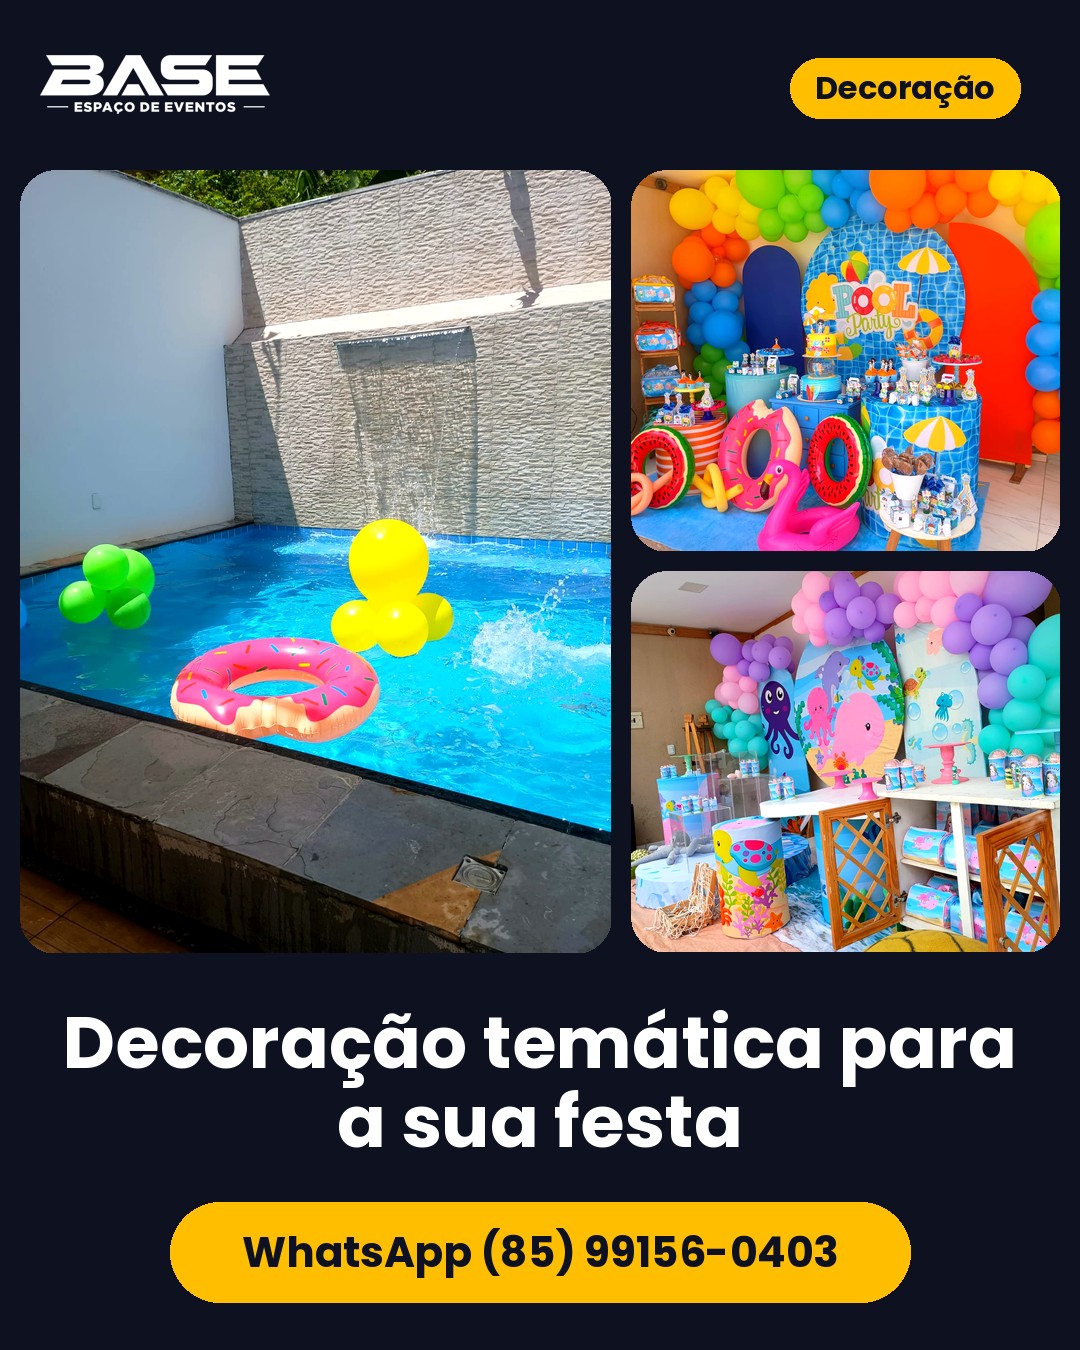 BASE
ESPAÇO DE EVENTOS
Decoração
POOL
Party
Decoração temática para
a sua festa
WhatsApp (85) 99156-0403